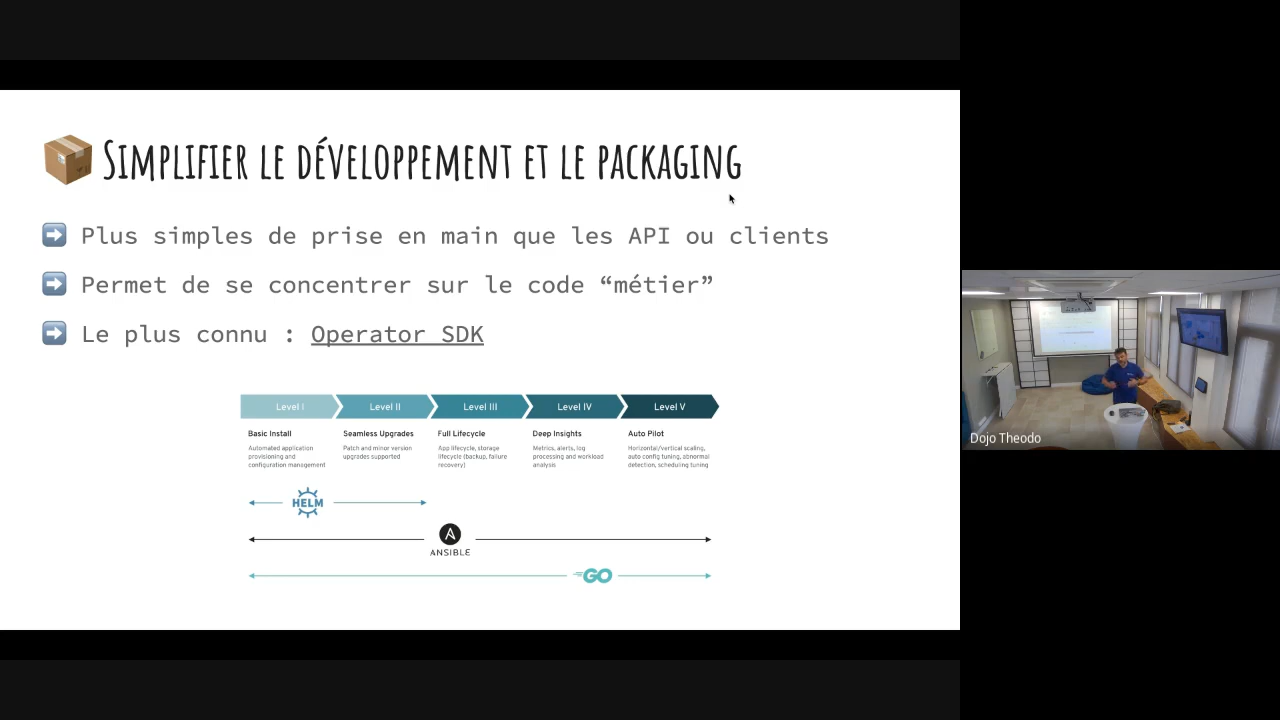 Simplifier le développement et le packaging
Plus simples de prise en main que les API ou clients
Permet de se concentrer sur le code “métier”
Le plus connu : Operator SDK
Level I
Level II
Level III
Level IV
Level V
Basic Install
Automated application
provisioning and
configuration management
Seamless Upgrades
Patch and minor version
upgrades supported
Full Lifecycle
App lifecycle, storage
lifecycle (backup, failure
recovery)
Deep Insights
Metrics, alerts, log
processing and workload
analysis
Auto Pilot
Horizontal/vertical scaling,
auto config tuning, abnormal
detection, scheduling tuning
HELM
A
ANSIBLE
GO
Dojo Theodo